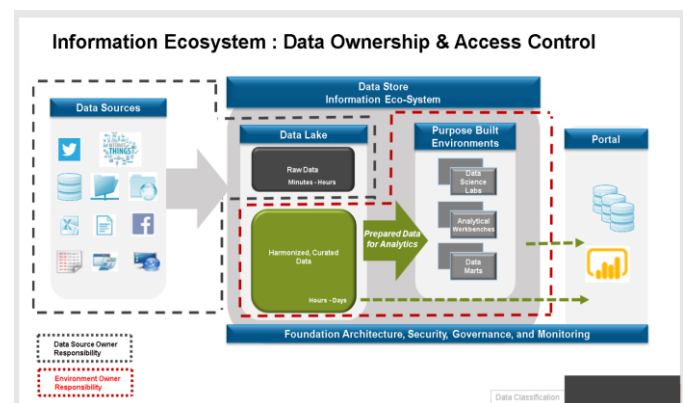 Information Ecosystem : Data Ownership & Access Control
Data Store
Information Eco-System
Data Sources
INTERNET
THINGS
Data Lake
Raw Data
Minutes - Hours
Harmonized, Curated
Data
Hours - Days
Prepared Data
for Analytics
Purpose Built
Environments
Data
Science
Labs
Analytical
Workbenches
Data
Marts
Portal
Foundation Architecture, Security, Governance, and Monitoring
Data Source Owner
Responsibility
Environment Owner
Responsibility
Data Classification